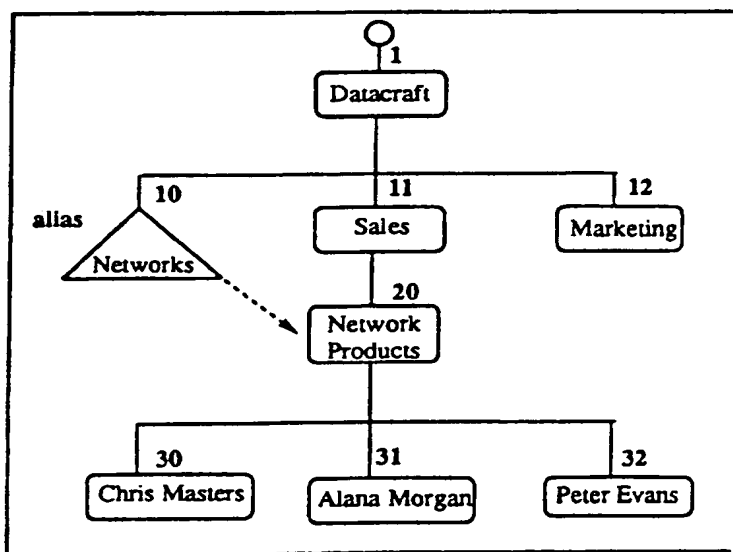 1
Datacraft
10
11
12
alias
Networks
Sales
Marketing
20
Network
Products
30
31
32
Chris Masters
Alana Morgan
Peter Evans